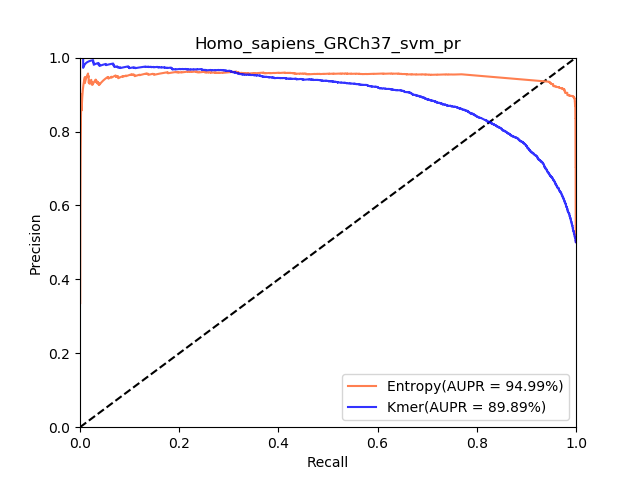 Homo_sapiens_GRCh37_svm_pr
1.0
0.8
0.6
0.4
0.2
0.0
Precision
0.0 0.2 0.4 0.6 0.8 1.0
Recall
Entropy(AUPR = 94.99%)
Kmer(AUPR = 89.89%)